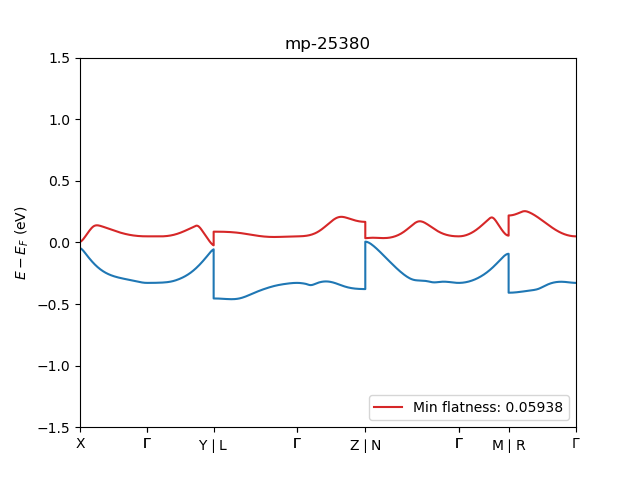 mp-25380
1.5
1.0
0.5
0.0
−0.5
−1.0
−1.5
E − E_F (eV)
Min flatness: 0.05938
X Γ Y | L Γ Z | N Γ M | R Γ